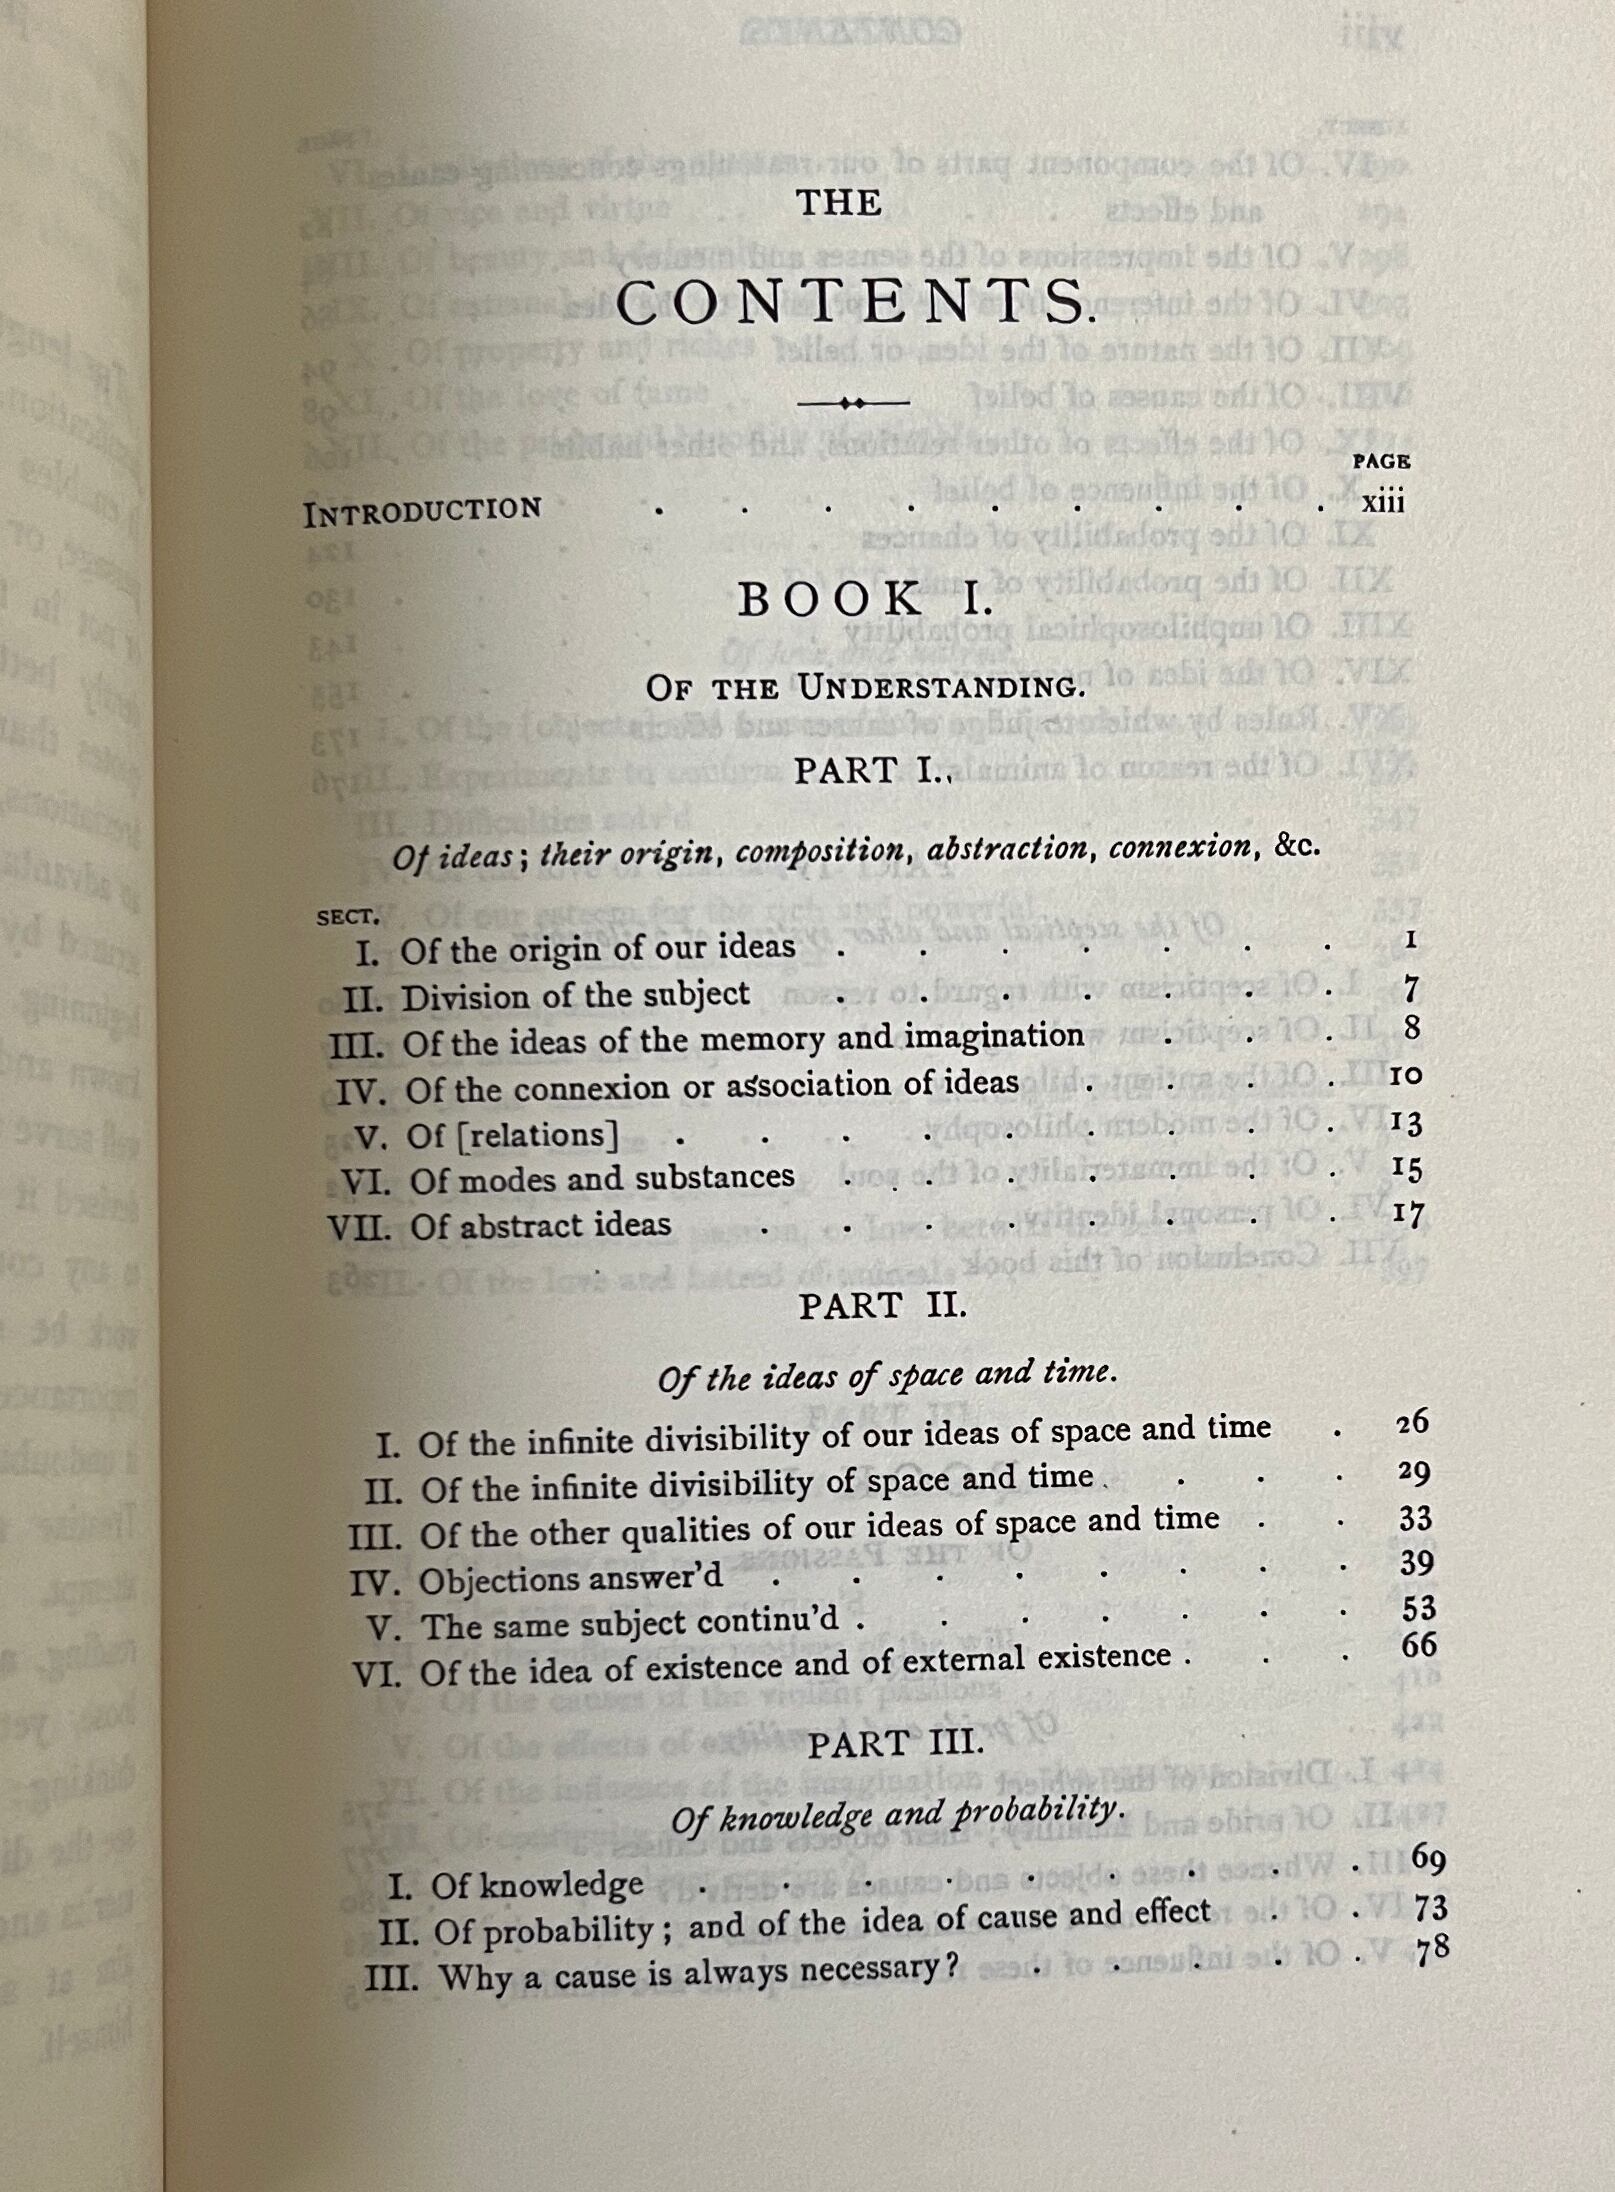 THE
CONTENTS.
PAGE
INTRODUCTION . . . . . . . . . xiii
BOOK I.
OF THE UNDERSTANDING.
PART I.
Of ideas; their origin, composition, abstraction, connexion, &c.
SECT.
I. Of the origin of our ideas . . . . . . . 1
II. Division of the subject . . . . . . . 7
III. Of the ideas of the memory and imagination . . . 8
IV. Of the connexion or association of ideas . . . . 10
V. Of [relations] . . . . . . . . . 13
VI. Of modes and substances . . . . . . . 15
VII. Of abstract ideas . . . . . . . . 17
PART II.
Of the ideas of space and time.
I. Of the infinite divisibility of our ideas of space and time . 26
II. Of the infinite divisibility of space and time . . . . 29
III. Of the other qualities of our ideas of space and time . . 33
IV. Objections answer'd . . . . . . . . 39
V. The same subject continu'd . . . . . . . 53
VI. Of the idea of existence and of external existence . . . 66
PART III.
Of knowledge and probability.
I. Of knowledge . . . . . . . . . 69
II. Of probability; and of the idea of cause and effect . . 73
III. Why a cause is always necessary? . . . . . 78